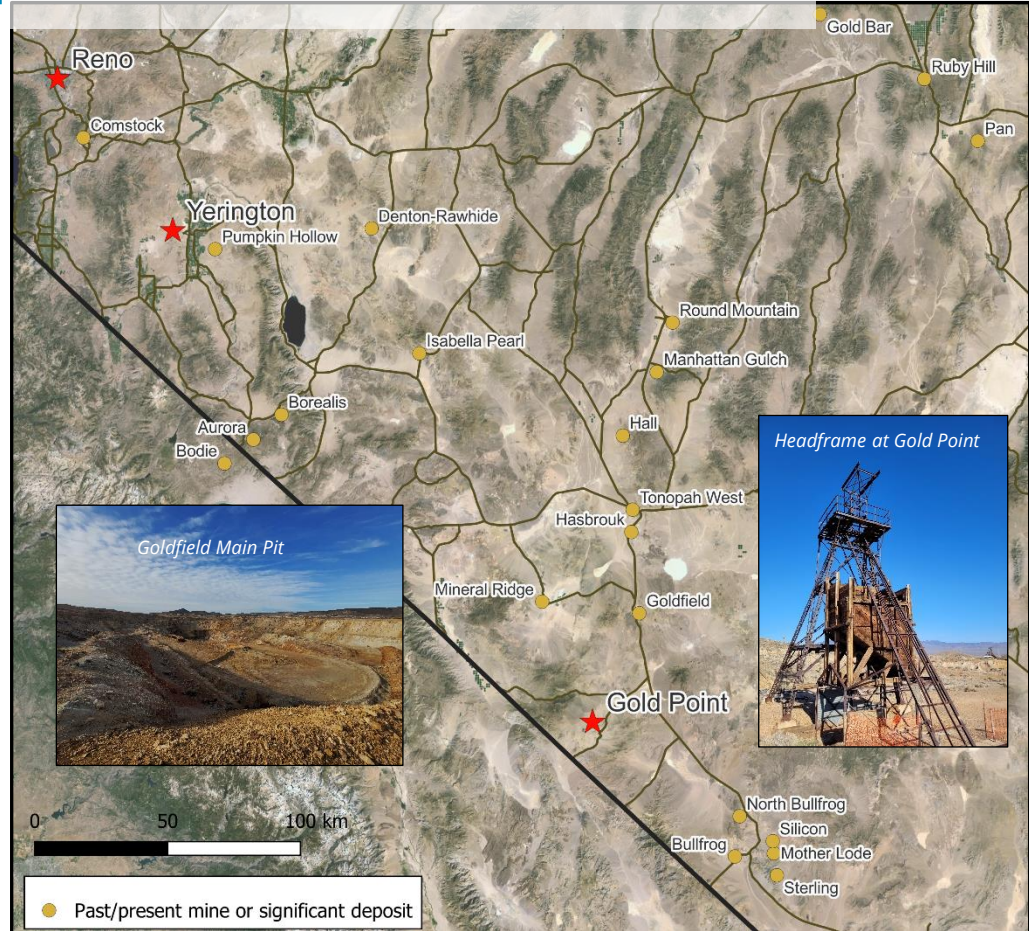 Gold Bar
Reno
Ruby Hill
Comstock
Pan
Yerington
Denton-Rawhide
Pumpkin Hollow
Round Mountain
Isabella Pearl
Manhattan Gulch
Borealis
Aurora
Hall
Bodie
Headframe at Gold Point
Tonopah West
Hasbrouk
Goldfield Main Pit
Mineral Ridge
Goldfield
Gold Point
North Bullfrog
0 50 100 km
Silicon
Bullfrog
Mother Lode
Sterling
Past/present mine or significant deposit